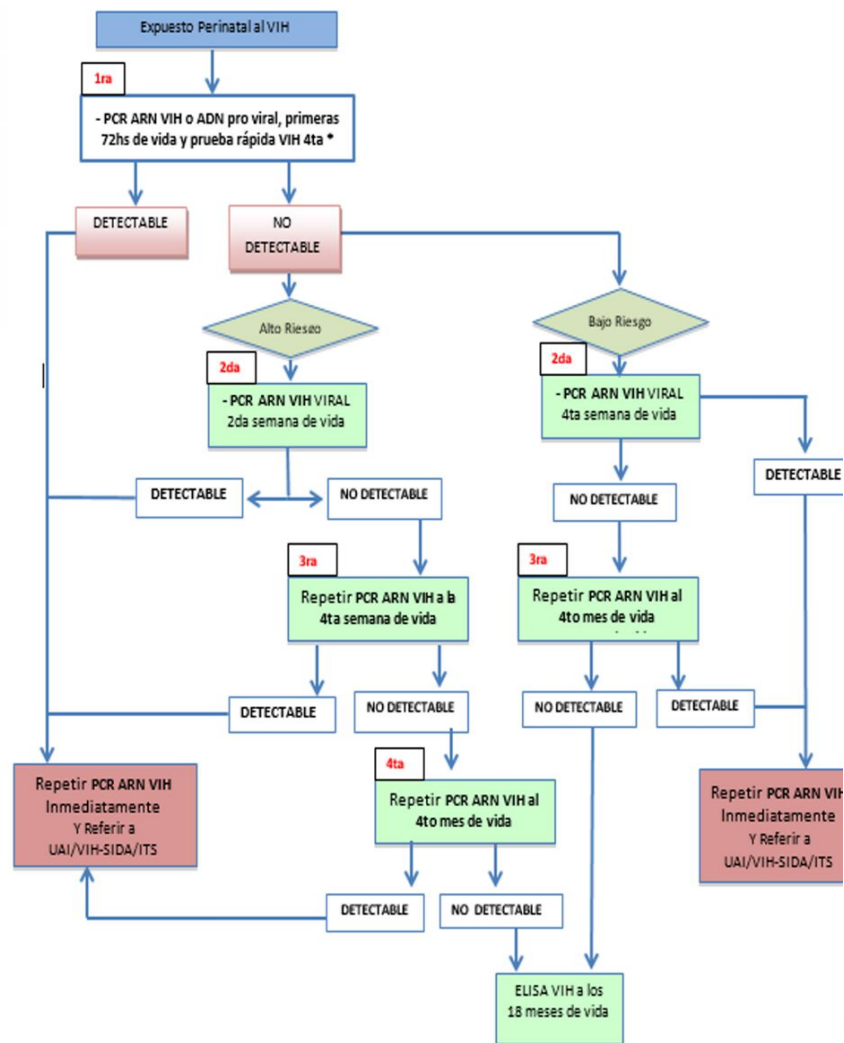 Expuesto Perinatal al VIH
1ra
- PCR ARN VIH o ADN pro viral, primeras
72hs de vida y prueba rápida VIH 4ta *
DETECTABLE
NO
DETECTABLE
Alto Riesgo
Bajo Riesgo
2da
- PCR ARN VIH VIRAL
2da semana de vida
2da
- PCR ARN VIH VIRAL
4ta semana de vida
DETECTABLE
NO DETECTABLE
NO DETECTABLE
DETECTABLE
3ra
Repetir PCR ARN VIH a la
4ta semana de vida
3ra
Repetir PCR ARN VIH al
4to mes de vida
DETECTABLE
NO DETECTABLE
NO DETECTABLE
DETECTABLE
4ta
Repetir PCR ARN VIH al
4to mes de vida
Repetir PCR ARN VIH
Inmediatamente
Y Referir a
UAI/VIH-SIDA/ITS
Repetir PCR ARN VIH
Inmediatamente
Y Referir a
UAI/VIH-SIDA/ITS
DETECTABLE
NO DETECTABLE
ELISA VIH a los
18 meses de vida